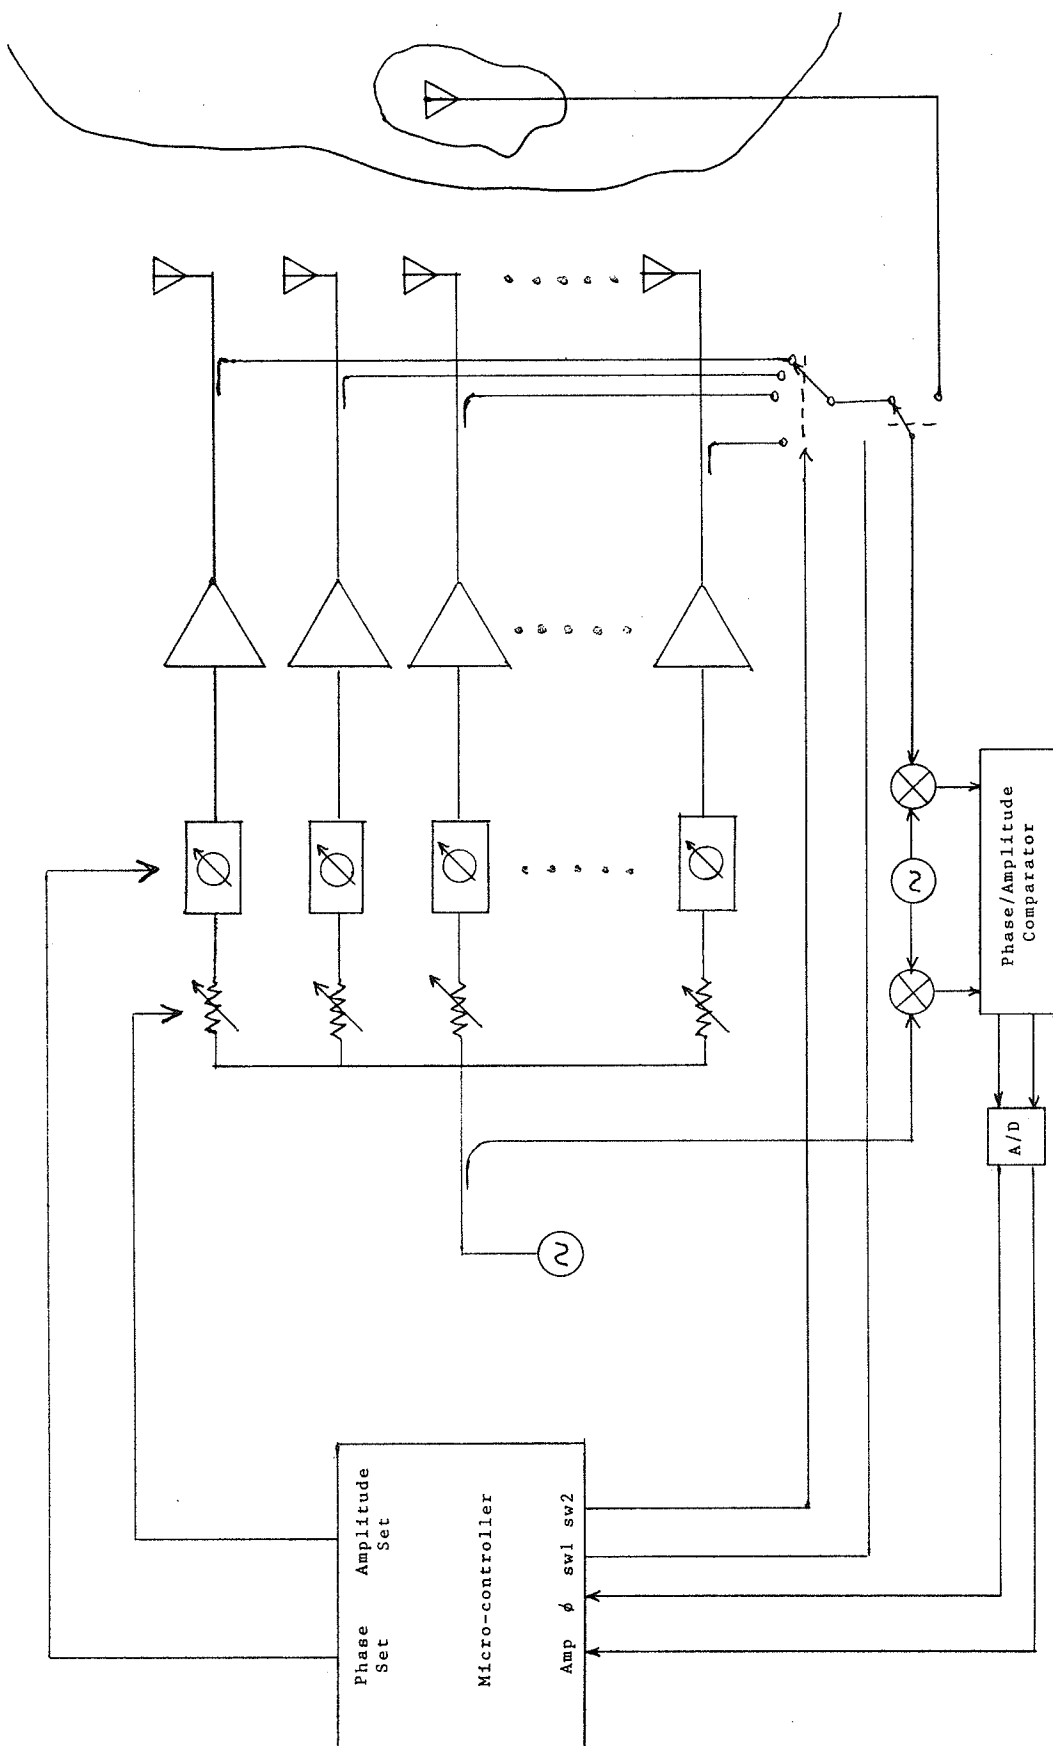 Phase
Set
Amplitude
Set
Micro-controller
Amp ø sw1 sw2
A/D
Phase/Amplitude
Comparator